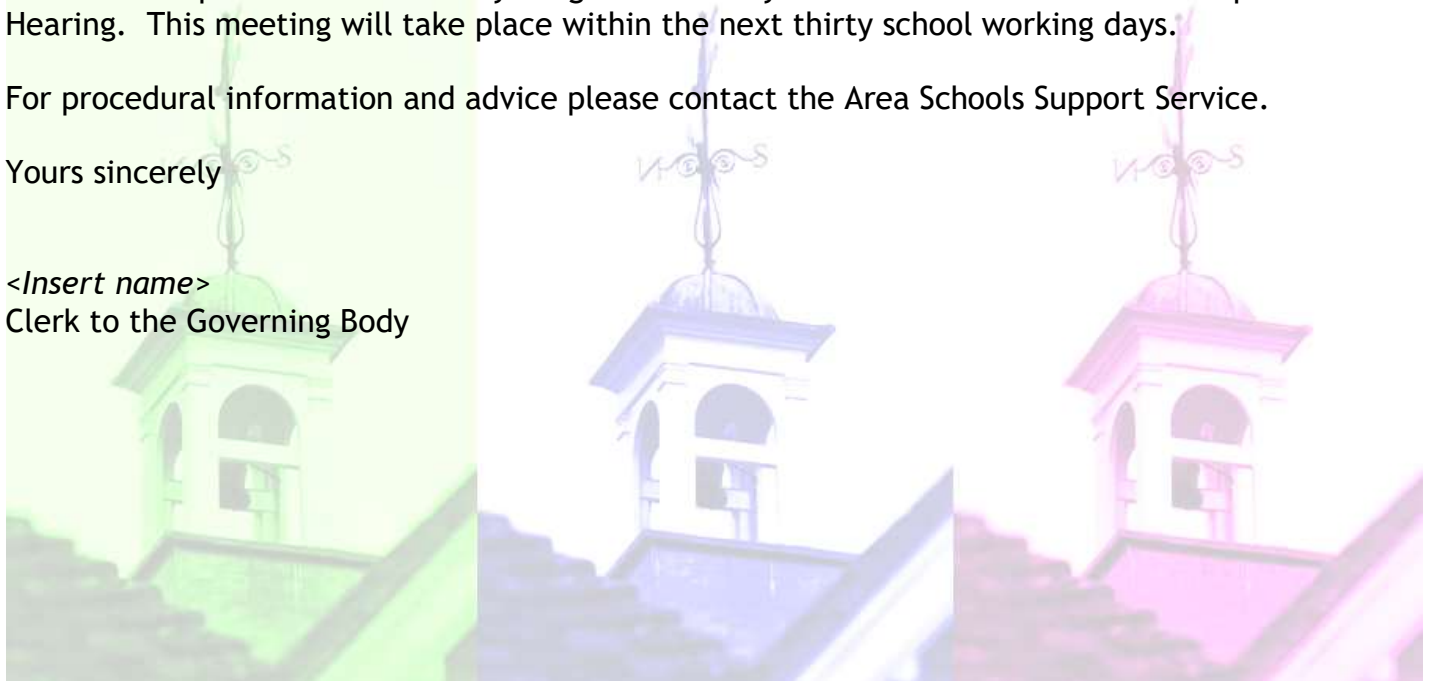 Hearing.  This meeting will take place within the next thirty school working days.
For procedural information and advice please contact the Area Schools Support Service.
Yours sincerely
<Insert name>
Clerk to the Governing Body
N S
N S